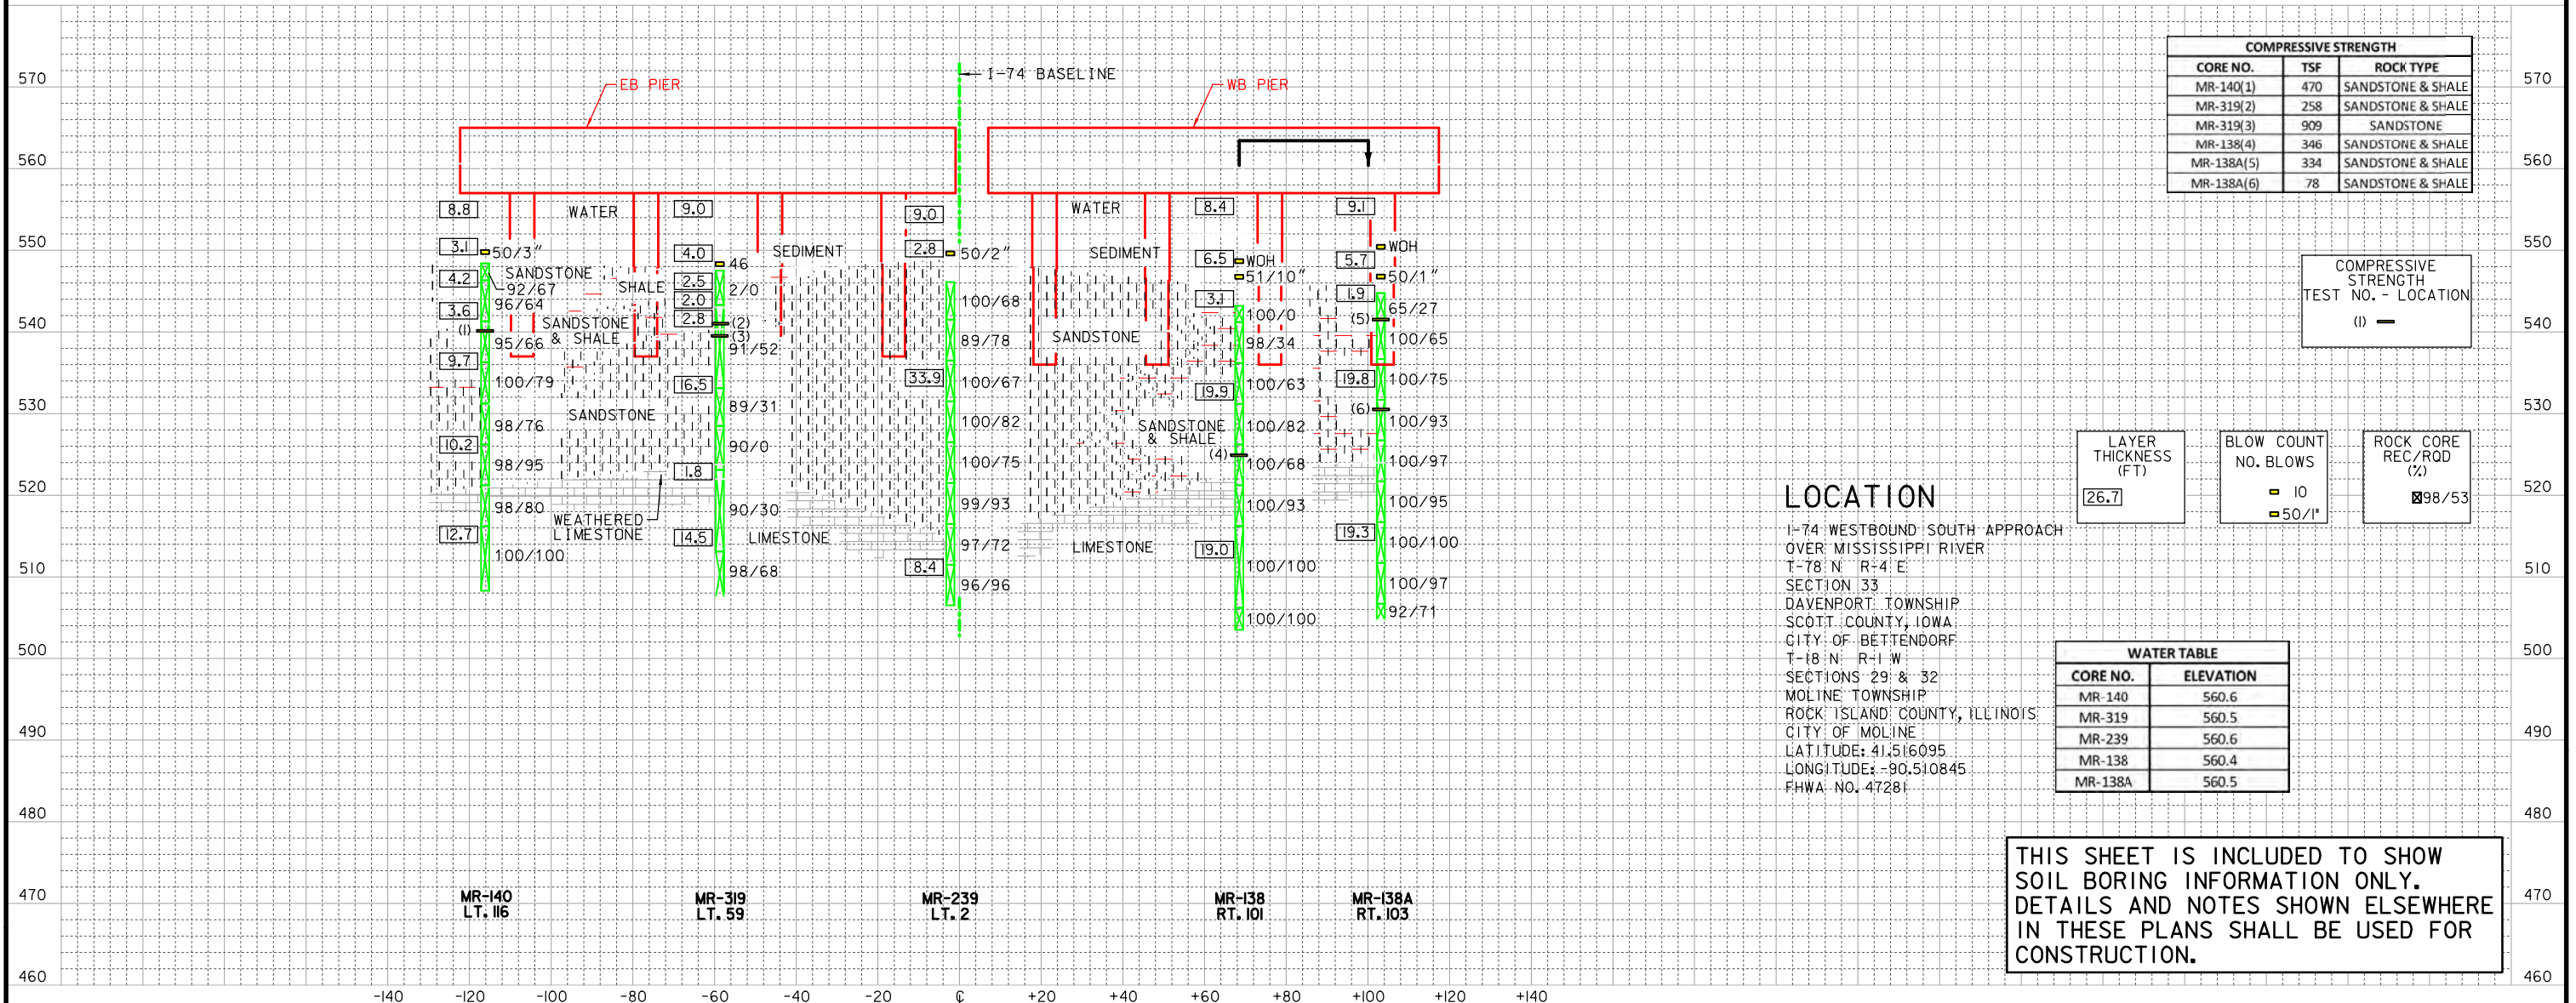 I-74 BASELINE
EB PIER
WB PIER
570
560
550
540
530
520
510
500
490
480
470
460
570
560
550
540
530
520
510
500
490
480
470
460
8.8
3.1
4.2
3.6
9.7
10.2
12.7
50/3"
92/67
96/64
(1)
95/66
100/79
98/76
98/95
98/80
100/100
WATER
SANDSTONE
SHALE
SANDSTONE
& SHALE
SANDSTONE
WEATHERED
LIMESTONE
9.0
4.0
2.5
2.0
2.8
16.5
1.8
14.5
46
2/0
(2)
(3)
91/52
89/31
90/0
90/30
98/68
SEDIMENT
LIMESTONE
9.0
2.8
33.9
8.4
50/2"
100/68
89/78
100/67
100/82
100/75
99/93
97/72
96/96
WATER
SEDIMENT
SANDSTONE
SANDSTONE
& SHALE
LIMESTONE
8.4
6.5
3.1
19.9
19.0
WOH
51/10"
100/0
98/34
100/63
100/82
(4)
100/68
100/93
100/100
100/100
9.1
5.7
1.9
19.8
19.3
WOH
50/1"
65/27
(5)
100/65
100/75
(6)
100/93
100/97
100/95
100/100
100/97
92/71
MR-140
LT. 116
MR-319
LT. 59
MR-239
LT. 2
MR-138
RT. 101
MR-138A
RT. 103
-140 -120 -100 -80 -60 -40 -20 ℄ +20 +40 +60 +80 +100 +120 +140
COMPRESSIVE STRENGTH
CORE NO. TSF ROCK TYPE
MR-140(1) 470 SANDSTONE & SHALE
MR-319(2) 258 SANDSTONE & SHALE
MR-319(3) 909 SANDSTONE
MR-138(4) 346 SANDSTONE & SHALE
MR-138A(5) 334 SANDSTONE & SHALE
MR-138A(6) 78 SANDSTONE & SHALE
COMPRESSIVE
STRENGTH
TEST NO. - LOCATION
(1)
LAYER
THICKNESS
(FT)
26.7
BLOW COUNT
NO. BLOWS
10
50/1"
ROCK CORE
REC/RQD
(%)
98/53
LOCATION
I-74 WESTBOUND SOUTH APPROACH
OVER MISSISSIPPI RIVER
T-78 N R-4 E
SECTION 33
DAVENPORT TOWNSHIP
SCOTT COUNTY, IOWA
CITY OF BETTENDORF
T-18 N R-1 W
SECTIONS 29 & 32
MOLINE TOWNSHIP
ROCK ISLAND COUNTY, ILLINOIS
CITY OF MOLINE
LATITUDE: 41.516095
LONGITUDE: -90.510845
FHWA NO. 47281
WATER TABLE
CORE NO. ELEVATION
MR-140 560.6
MR-319 560.5
MR-239 560.6
MR-138 560.4
MR-138A 560.5
THIS SHEET IS INCLUDED TO SHOW
SOIL BORING INFORMATION ONLY.
DETAILS AND NOTES SHOWN ELSEWHERE
IN THESE PLANS SHALL BE USED FOR
CONSTRUCTION.